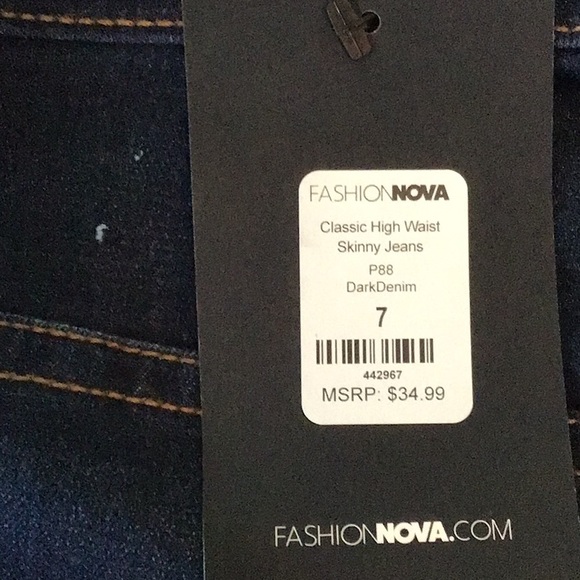 FASHIONNOVA
Classic High Waist
Skinny Jeans
P88
DarkDenim
7
442967
MSRP: $34.99
FASHIONNOVA.COM